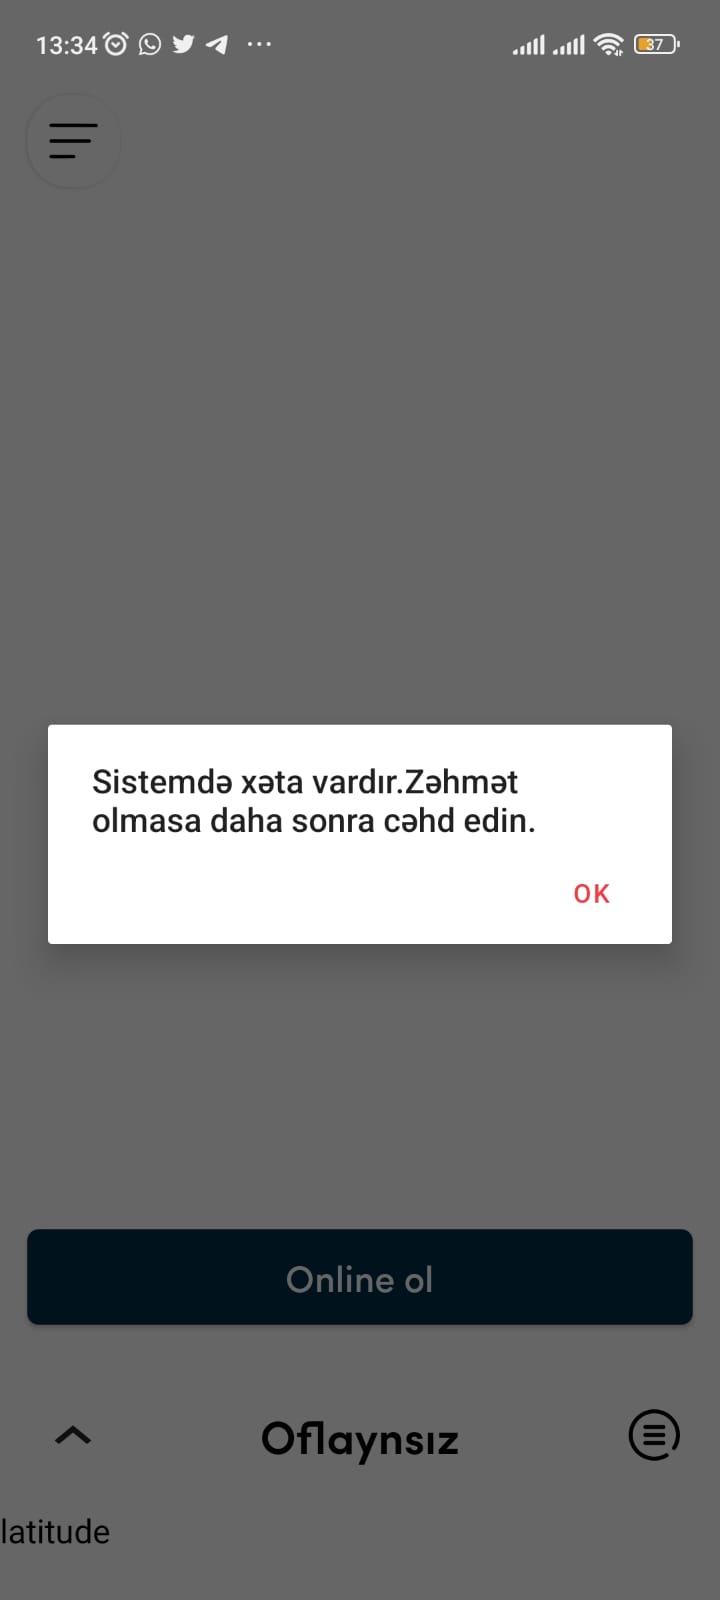 13:34
37
Sistemdə xəta vardır.Zəhmət
olmasa daha sonra cəhd edin.
OK
Online ol
Oflaynsız
latitude